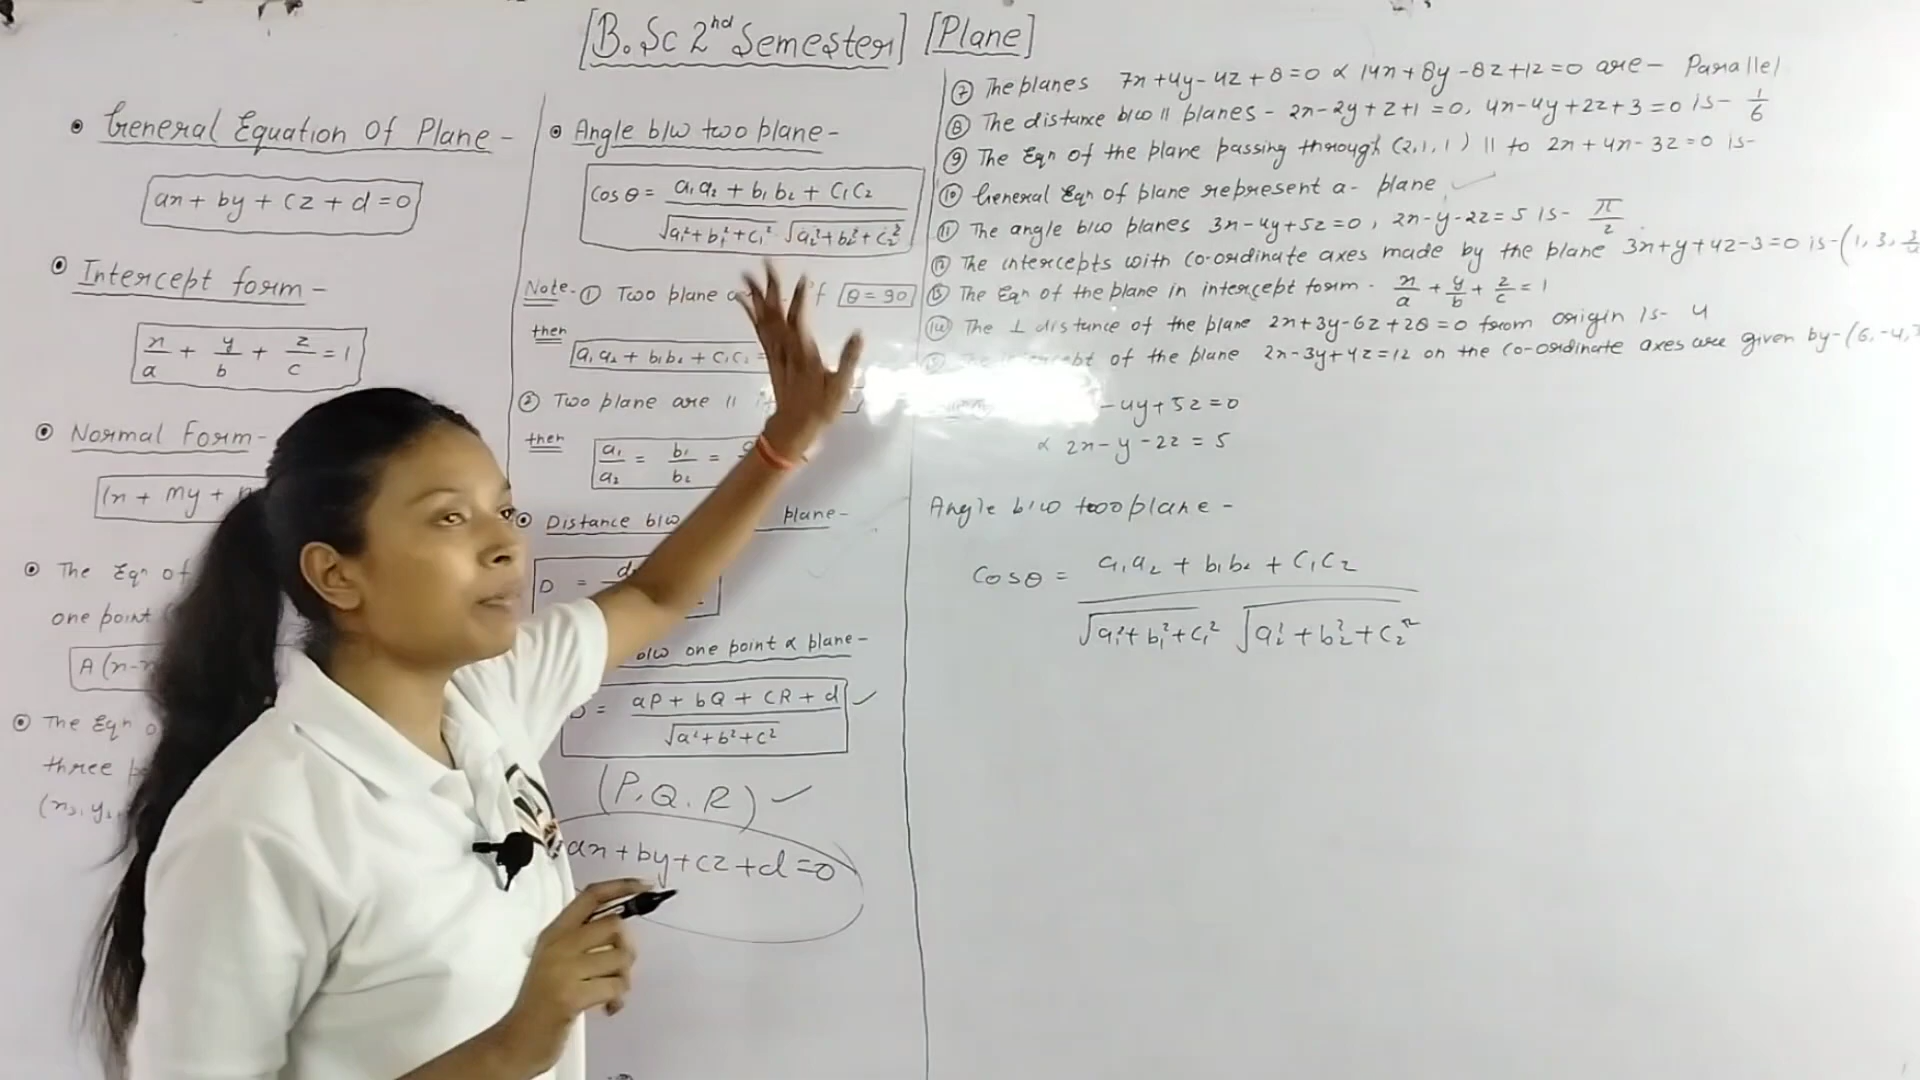 [B.Sc 2nd Semester] [Plane]
• General Equation Of Plane -
ax + by + cz + d = 0
Intercept form -
x/a + y/b + z/c = 1
Normal Form -
lx + my +
The Eqn of
one point
A(x-x
The Eqn
three
(x3, y3,
• Angle b/w two plane -
Cos θ = a1a2 + b1b2 + c1c2 / √a1²+b1²+c1² √a2²+b2²+c2²
Note - ① Two plane θ = 90
then
a1a2 + b1b2 + c1c2 =
② Two plane are ||
then
a1/a2 = b1/b2 =
Distance b/w plane -
D =
b/w one point & plane -
= aP + bQ + cR + d / √a²+b²+c² ✓
(P, Q, R) ✓
ax + by + cz + d = 0
⑦ The planes 7x + 4y - 4z + 8 = 0 & 14x + 8y - 8z + 12 = 0 are - Parallel
⑧ The distance b/w || planes - 2x - 2y + z + 1 = 0, 4x - 4y + 2z + 3 = 0 is - 1/6
⑨ The Eqn of the plane passing through (2, 1, 1) || to 2x + 4x - 3z = 0 is -
⑩ General Eqn of plane represent a - plane ✓
⑪ The angle b/w planes 3x - 4y + 5z = 0, 2x - y - 2z = 5 is - π/2
⑫ The intercepts with co-ordinate axes made by the plane 3x + y + 4z - 3 = 0 is - (1, 3, 3/4
⑬ The Eqn of the plane in intercept form - x/a + y/b + z/c = 1
⑭ The ⊥ distance of the plane 2x + 3y - 6z + 28 = 0 from origin is - 4
of the plane 2x - 3y + 4z = 12 on the co-ordinate axes are given by - (6, -4,
- 4y + 5z = 0
& 2x - y - 2z = 5
Angle b/w two plane -
Cos θ = a1a2 + b1b2 + c1c2 / √a1²+b1²+c1² √a2²+b2²+c2²